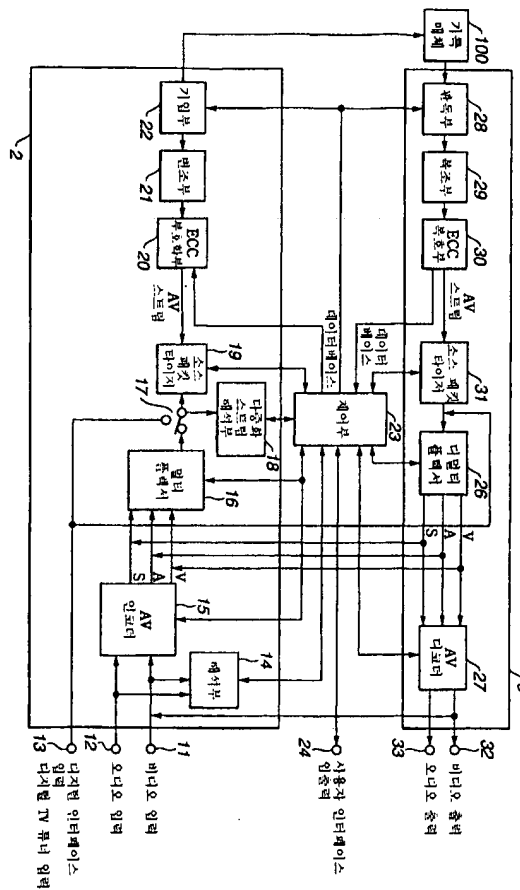 100
기록
매체
28
판독부
29
복조부
30
ECC
복호부
AV
스트림
31
소스 패킷
타이저
26
디멀티
플렉서
V
A
S
27
AV
디코더
32
비디오 출력
33
오디오 출력
22
기입부
21
변조부
20
ECC
부호화부
AV
스트림
19
소스
패킷
타이저
17
18
다중화
스트림
해석부
데이터베이스
데이터
베이스
23
제어부
16
멀티
플렉서
V
A
S
15
AV
인코더
14
해석부
2
24
사용자 인터페이스
입출력
11
비디오 입력
12
오디오 입력
13
디지털 인터페이스
입력
디지털 TV 튜너 입력